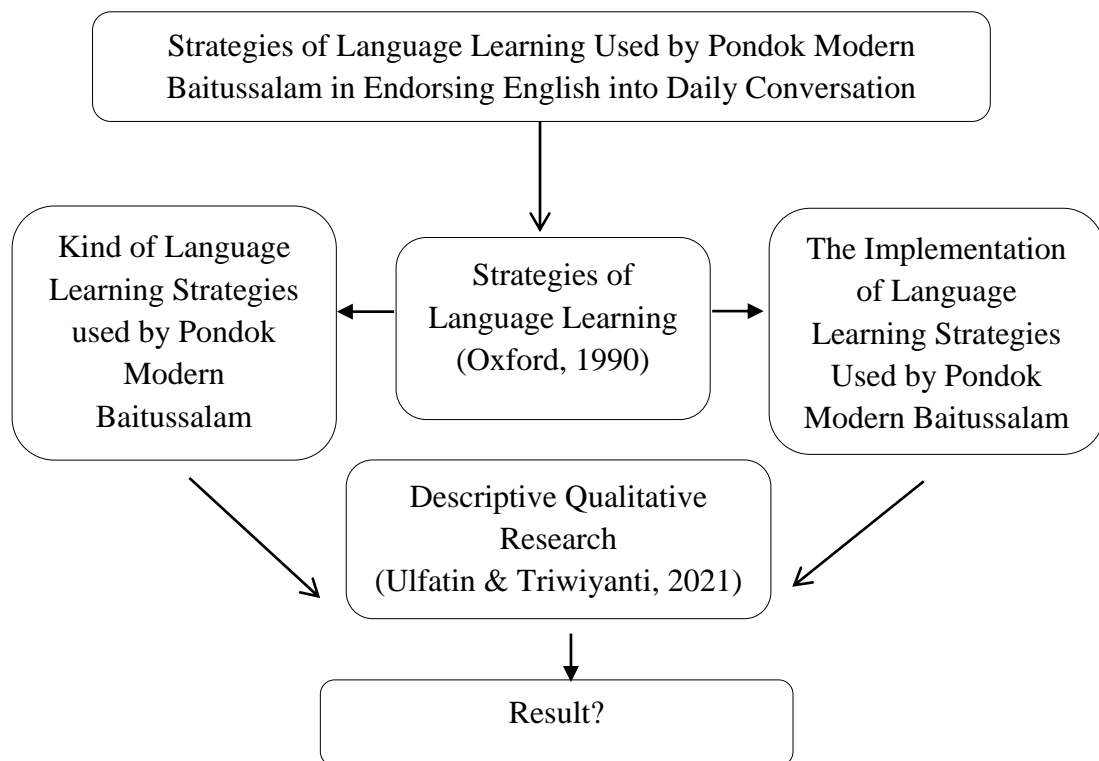 Strategies of Language Learning Used by Pondok Modern
Baitussalam in Endorsing English into Daily Conversation
Kind of Language
Learning Strategies
used by Pondok
Modern
Baitussalam
Strategies of
Language Learning
(Oxford, 1990)
The Implementation
of Language
Learning Strategies
Used by Pondok
Modern Baitussalam
Descriptive Qualitative
Research
(Ulfatin & Triwiyanti, 2021)
Result?